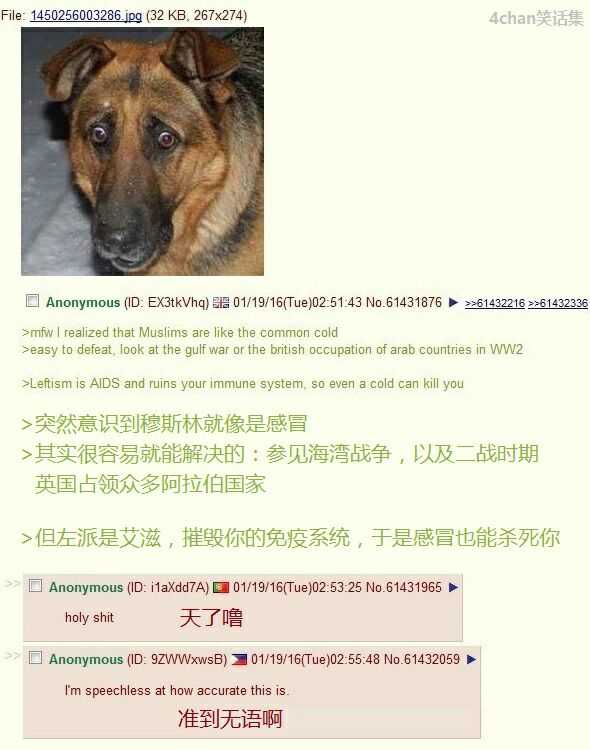 File: 1450256003286.jpg (32 KB, 267x274)
4chan笑话集
Anonymous (ID: EX3tkVhq) 01/19/16(Tue)02:51:43 No.61431876 ▶ >>61432216 >>61432336
>mfw I realized that Muslims are like the common cold
>easy to defeat, look at the gulf war or the british occupation of arab countries in WW2
>Leftism is AIDS and ruins your immune system, so even a cold can kill you
>突然意识到穆斯林就像是感冒
>其实很容易就能解决的：参见海湾战争，以及二战时期
英国占领众多阿拉伯国家
>但左派是艾滋，摧毁你的免疫系统，于是感冒也能杀死你
>> Anonymous (ID: i1aXdd7A) 01/19/16(Tue)02:53:25 No.61431965 ▶
holy shit 天了噜
>> Anonymous (ID: 9ZWWxwsB) 01/19/16(Tue)02:55:48 No.61432059 ▶
I'm speechless at how accurate this is.
准到无语啊